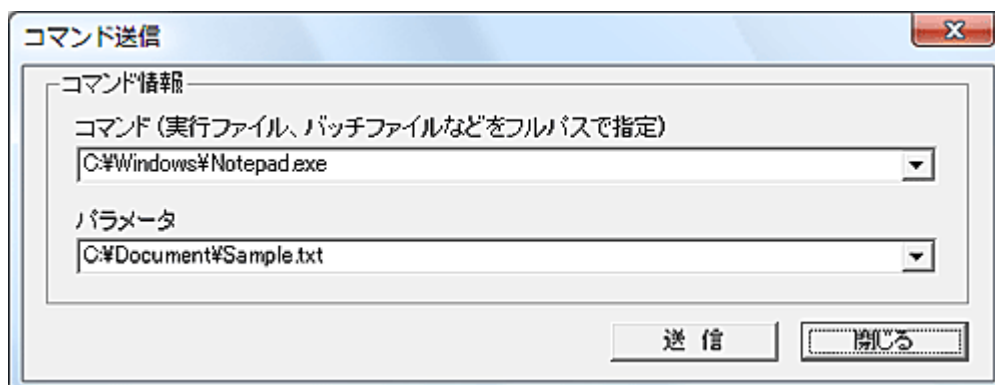 コマンド送信
コマンド情報
コマンド(実行ファイル、バッチファイルなどをフルパスで指定)
C:¥Windows¥Notepad.exe
パラメータ
C:¥Document¥Sample.txt
送 信 閉じる